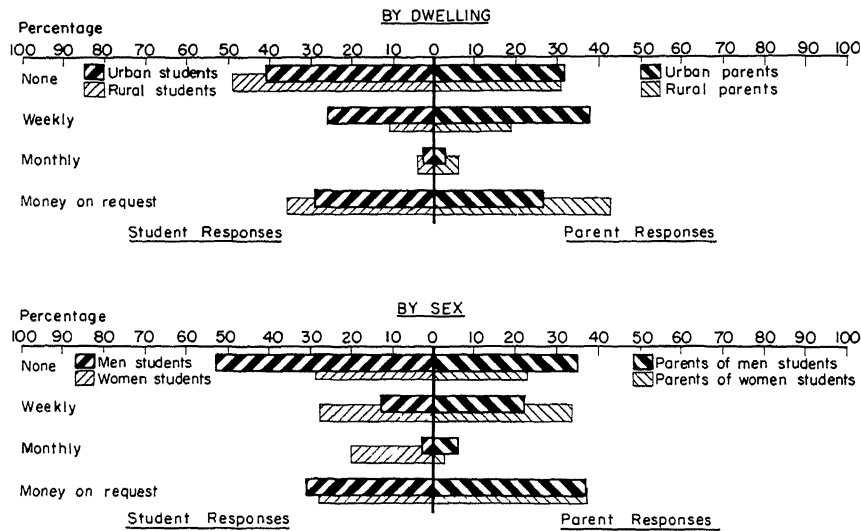 BY DWELLING
Percentage
100 90 80 70 60 50 40 30 20 10 0 10 20 30 40 50 60 70 80 90 100
None
Urban students
Urban parents
Rural students
Rural parents
Weekly
Monthly
Money on request
Student Responses
Parent Responses
BY SEX
Percentage
100 90 80 70 60 50 40 30 20 10 0 10 20 30 40 50 60 70 80 90 100
None
Men students
Parents of men students
Women students
Parents of women students
Weekly
Monthly
Money on request
Student Responses
Parent Responses